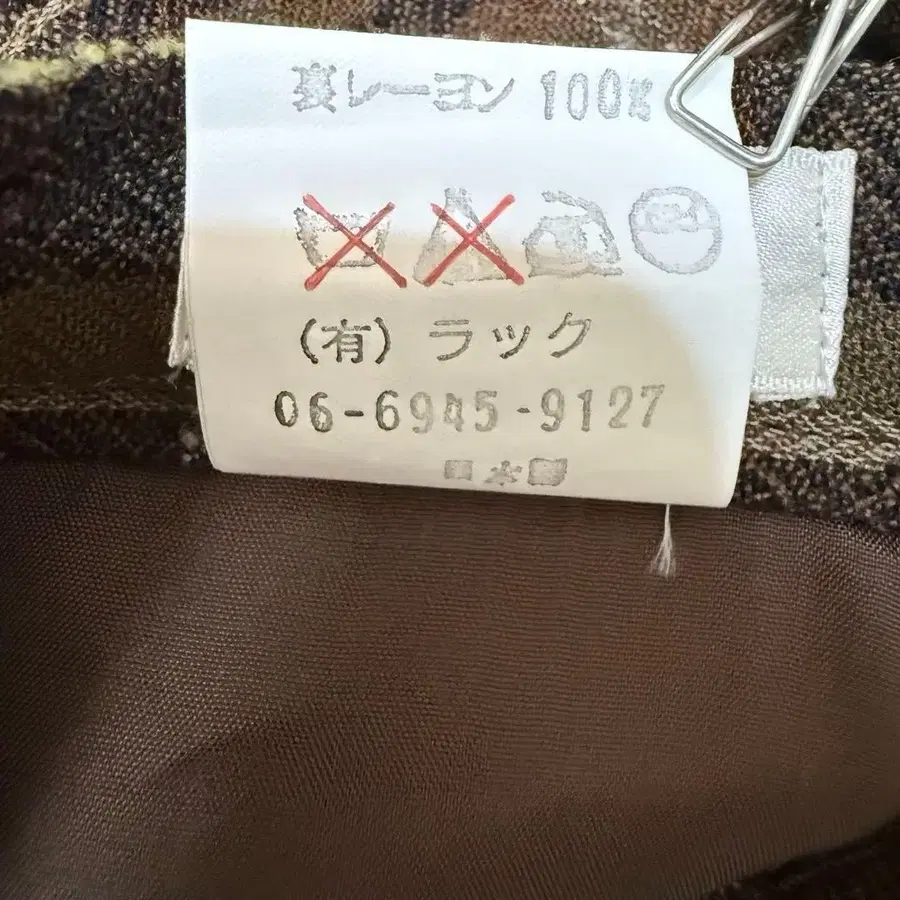 裏レーヨン 100%
(有) ラック
06-6945-9127
日本製